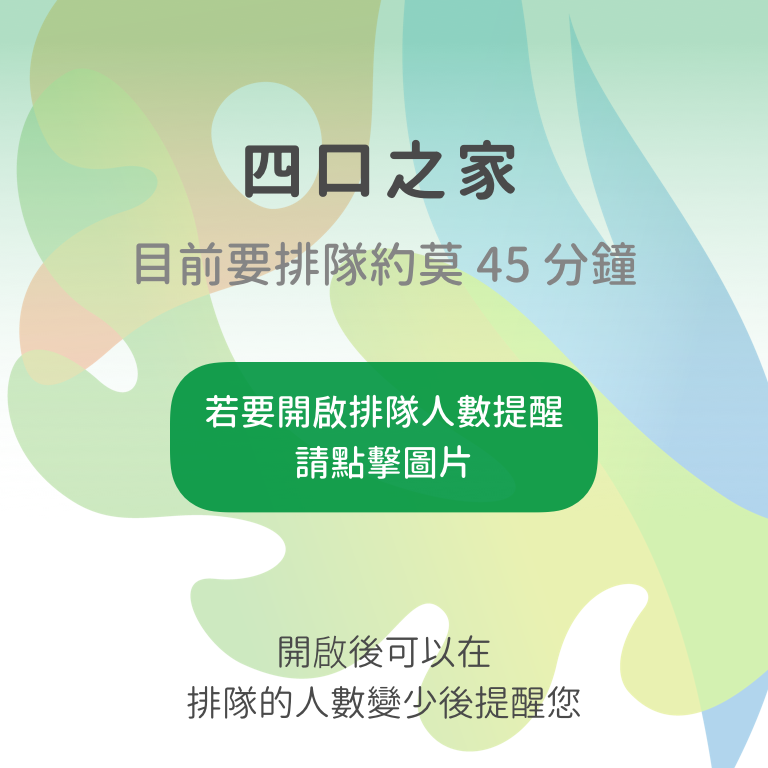 四口之家
目前要排隊約莫 45 分鐘
若要開啟排隊人數提醒
請點擊圖片
開啟後可以在
排隊的人數變少後提醒您